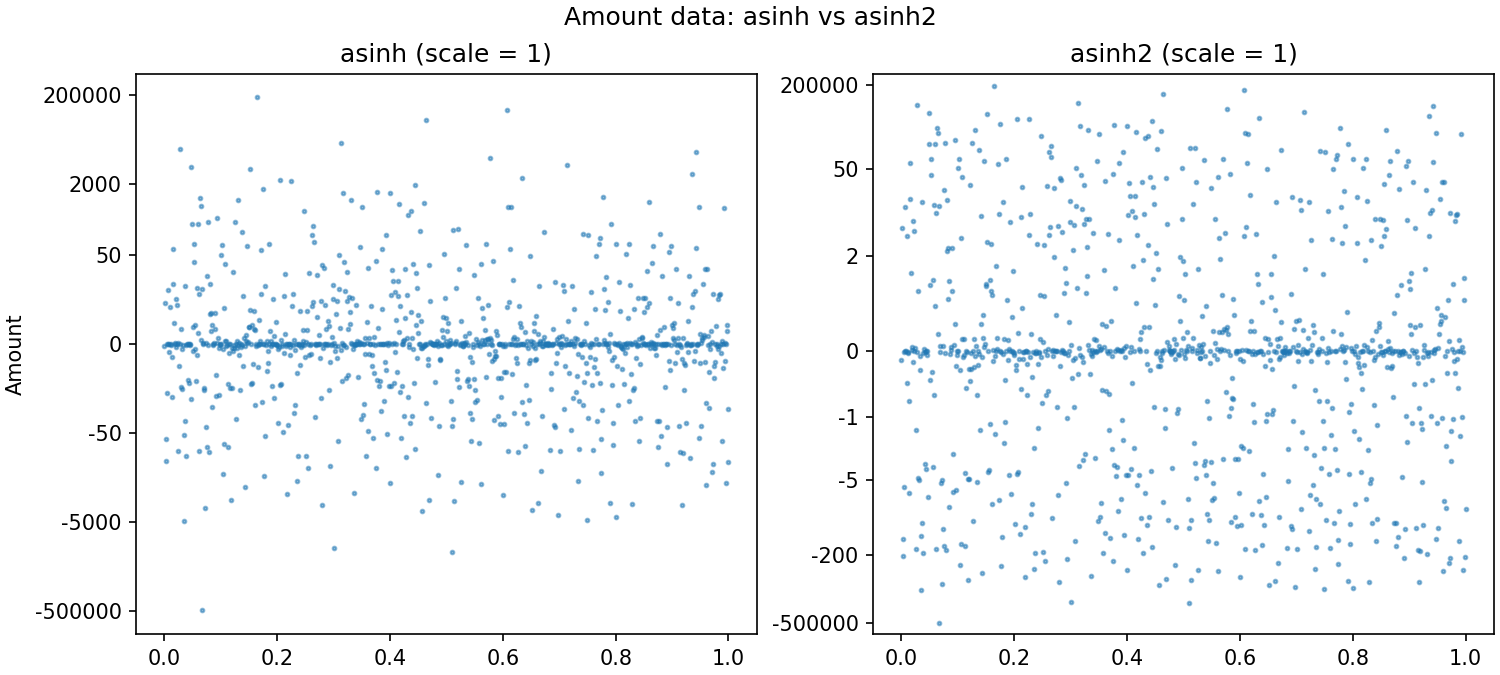 Amount data: asinh vs asinh2
asinh (scale = 1)
Amount
200000
2000
50
0
-50
-5000
-500000
0.0 0.2 0.4 0.6 0.8 1.0
asinh2 (scale = 1)
200000
50
2
0
-1
-5
-200
-500000
0.0 0.2 0.4 0.6 0.8 1.0